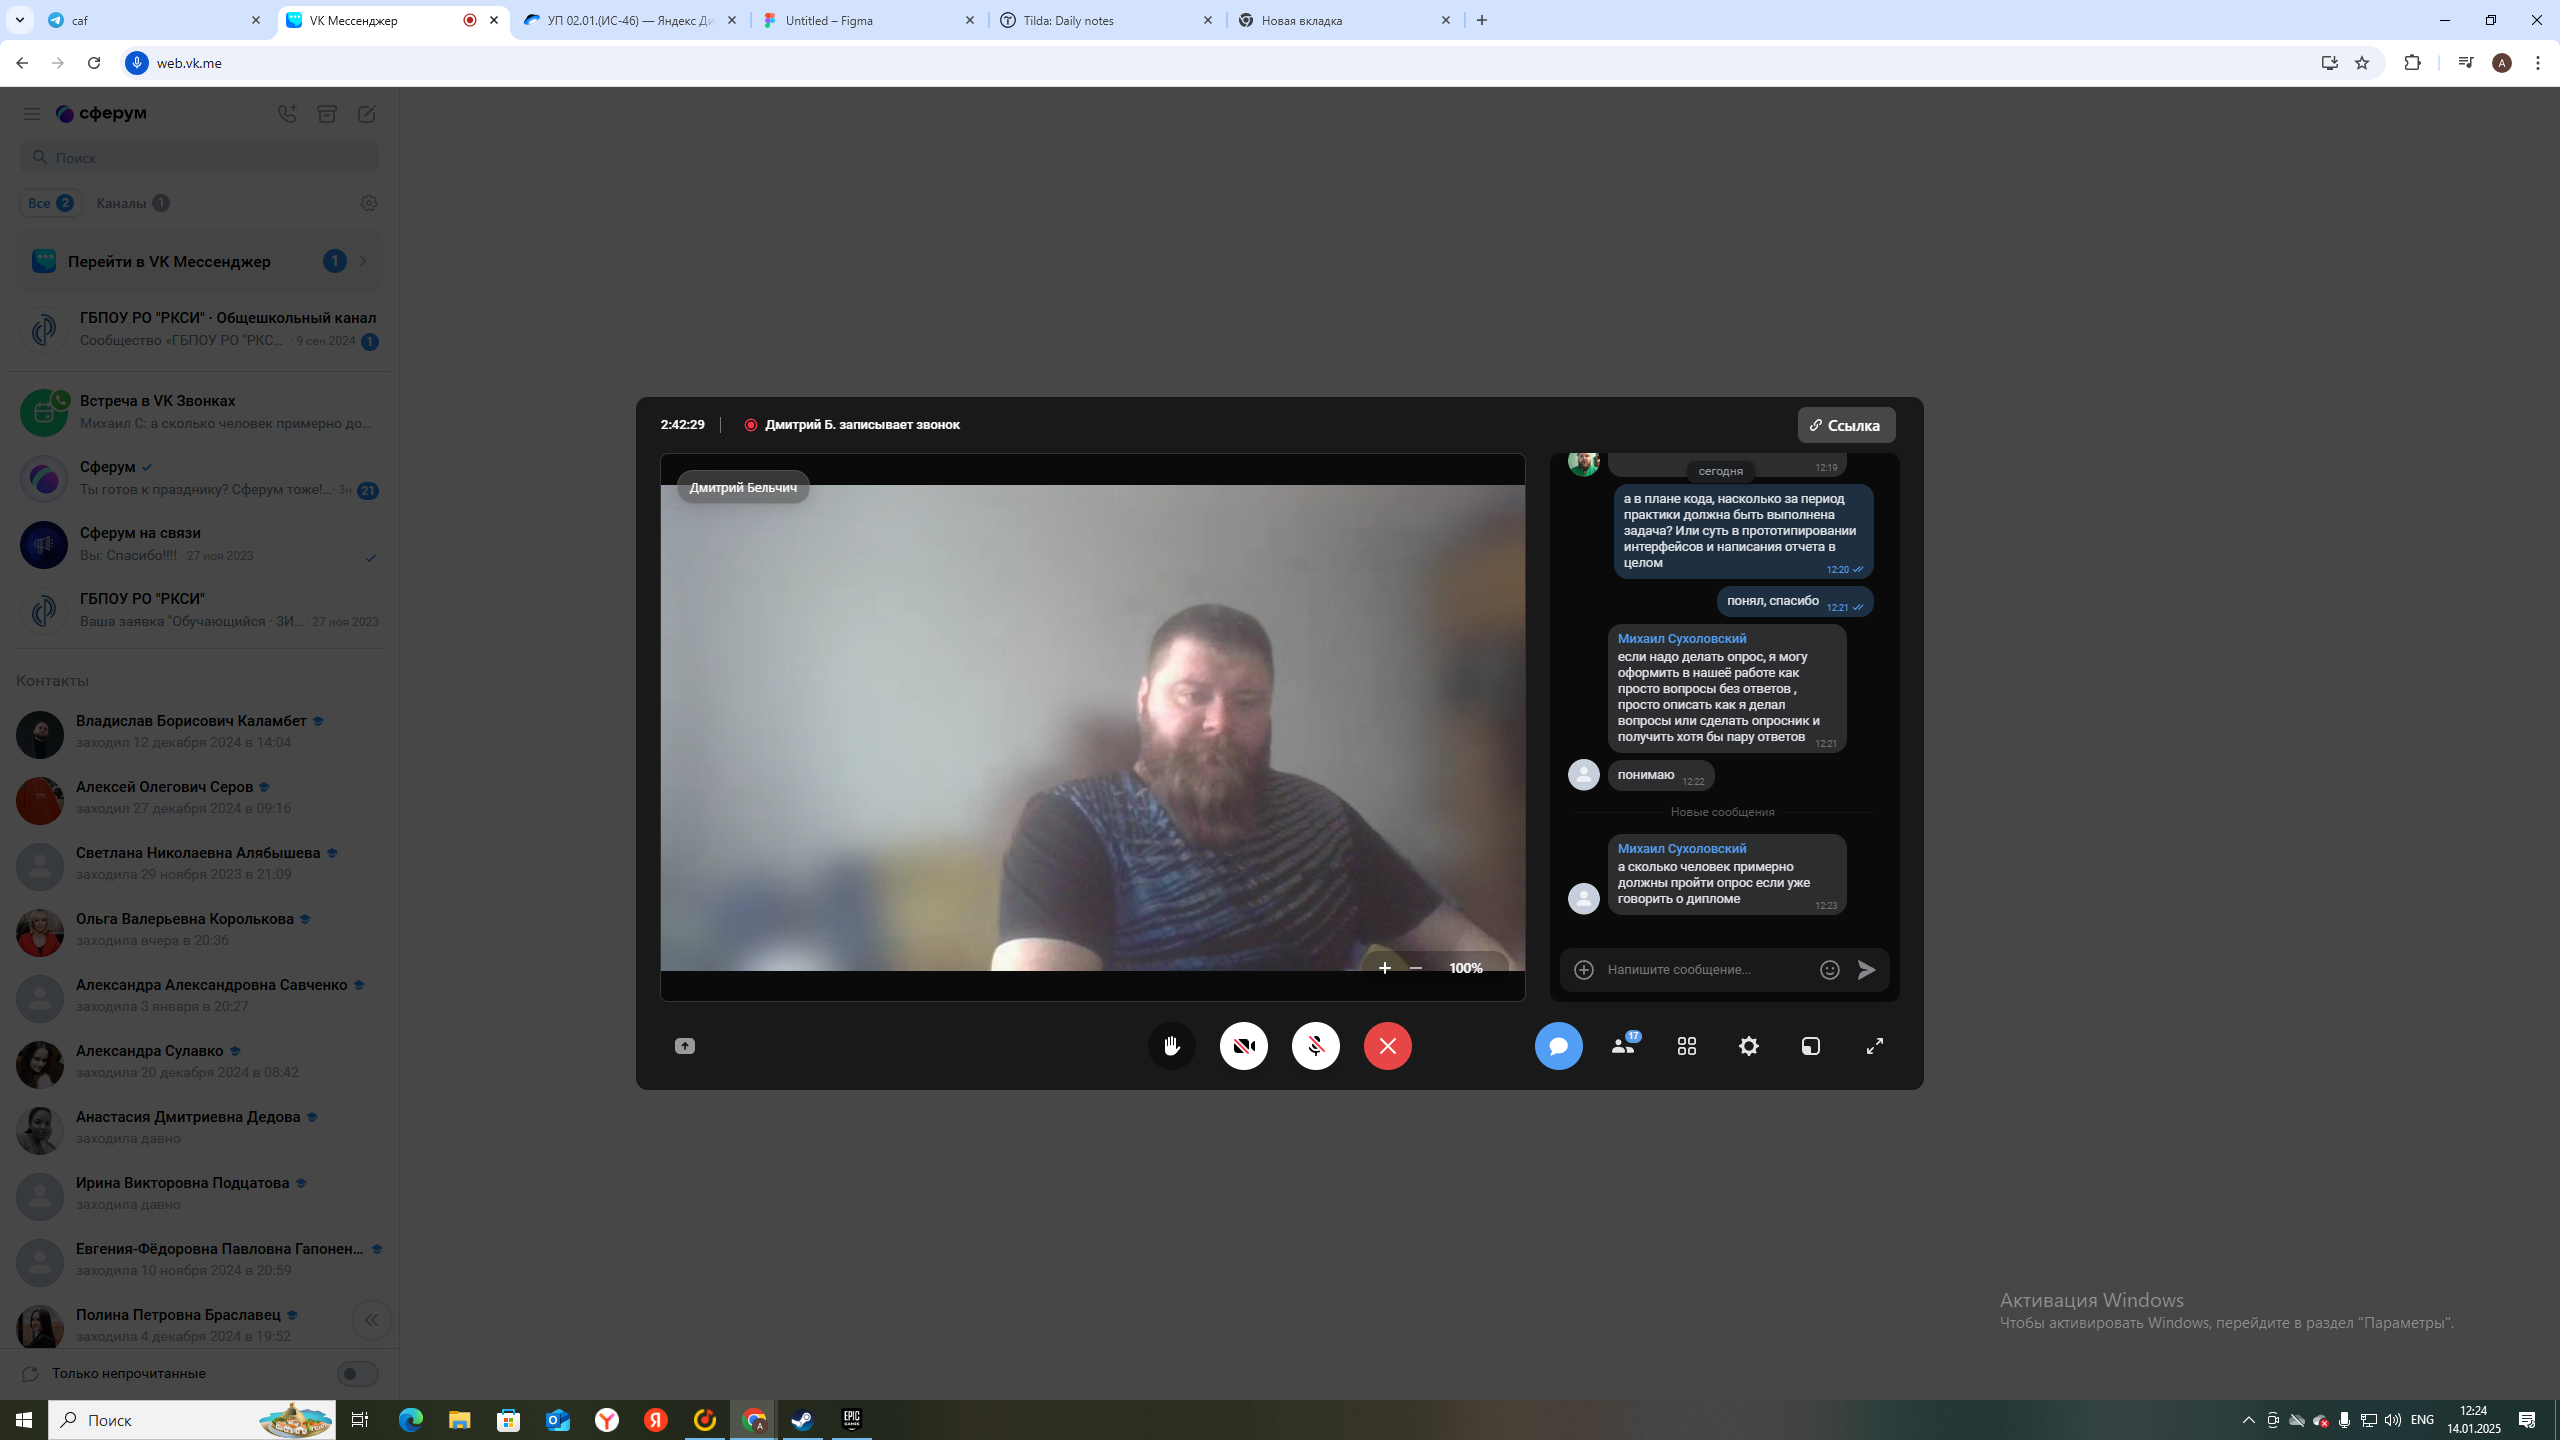 caf
VK Мессенджер
УП 02.01.(ИС-46) — Яндекс Ди
Untitled – Figma
Tilda: Daily notes
Новая вкладка
web.vk.me
A
сферум
Поиск
Все 2
Каналы 1
Перейти в VK Мессенджер 1
ГБПОУ РО "РКСИ" · Общешкольный канал
Сообщество «ГБПОУ РО "РКС... · 9 сен 2024 1
Встреча в VK Звонках
Михаил С: а сколько человек примерно до...
Сферум
Ты готов к празднику? Сферум тоже!... · 3н 21
Сферум на связи
Вы: Спасибо!!!! · 27 ноя 2023
ГБПОУ РО "РКСИ"
Ваша заявка "Обучающийся · ЗИ... · 27 ноя 2023
Контакты
Владислав Борисович Каламбет
заходил 12 декабря 2024 в 14:04
Алексей Олегович Серов
заходил 27 декабря 2024 в 09:16
Светлана Николаевна Алябышева
заходила 29 ноября 2023 в 21:09
Ольга Валерьевна Королькова
заходила вчера в 20:36
Александра Александровна Савченко
заходила 3 января в 20:27
Александра Сулавко
заходила 20 декабря 2024 в 08:42
Анастасия Дмитриевна Дедова
заходила давно
Ирина Викторовна Подцатова
заходила давно
Евгения-Фёдоровна Павловна Гапонен...
заходила 10 ноября 2024 в 20:59
Полина Петровна Браславец
заходила 4 декабря 2024 в 19:52
Только непрочитанные
2:42:29
Дмитрий Б. записывает звонок
Ссылка
Дмитрий Бельчич
100%
12:19
сегодня
а в плане кода, насколько за период
практики должна быть выполнена
задача? Или суть в прототипировании
интерфейсов и написания отчета в
целом
12:20
понял, спасибо 12:21
Михаил Сухоловский
если надо делать опрос, я могу
оформить в нашеё работе как
просто вопросы без ответов ,
просто описать как я делал
вопросы или сделать опросник и
получить хотя бы пару ответов 12:21
понимаю 12:22
Новые сообщения
Михаил Сухоловский
а сколько человек примерно
должны пройти опрос если уже
говорить о дипломе 12:23
Напишите сообщение...
17
Активация Windows
Чтобы активировать Windows, перейдите в раздел "Параметры".
Поиск
EPIC GAMES
ENG
12:24
14.01.2025